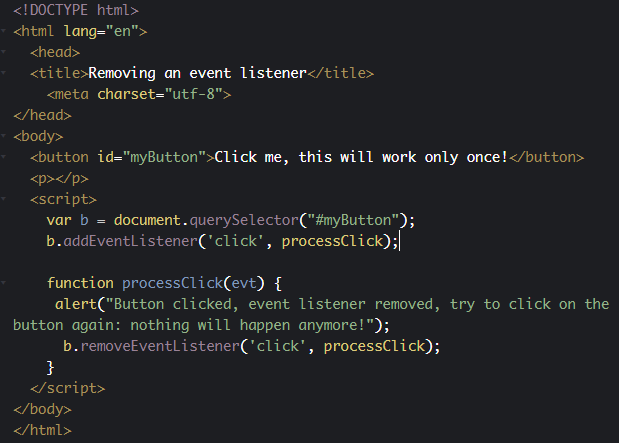 <!DOCTYPE html>
<html lang="en">
<head>
<title>Removing an event listener</title>
<meta charset="utf-8">
</head>
<body>
<button id="myButton">Click me, this will work only once!</button>
<p></p>
<script>
var b = document.querySelector("#myButton");
b.addEventListener('click', processClick);
function processClick(evt) {
alert("Button clicked, event listener removed, try to click on the
button again: nothing will happen anymore!");
b.removeEventListener('click', processClick);
}
</script>
</body>
</html>